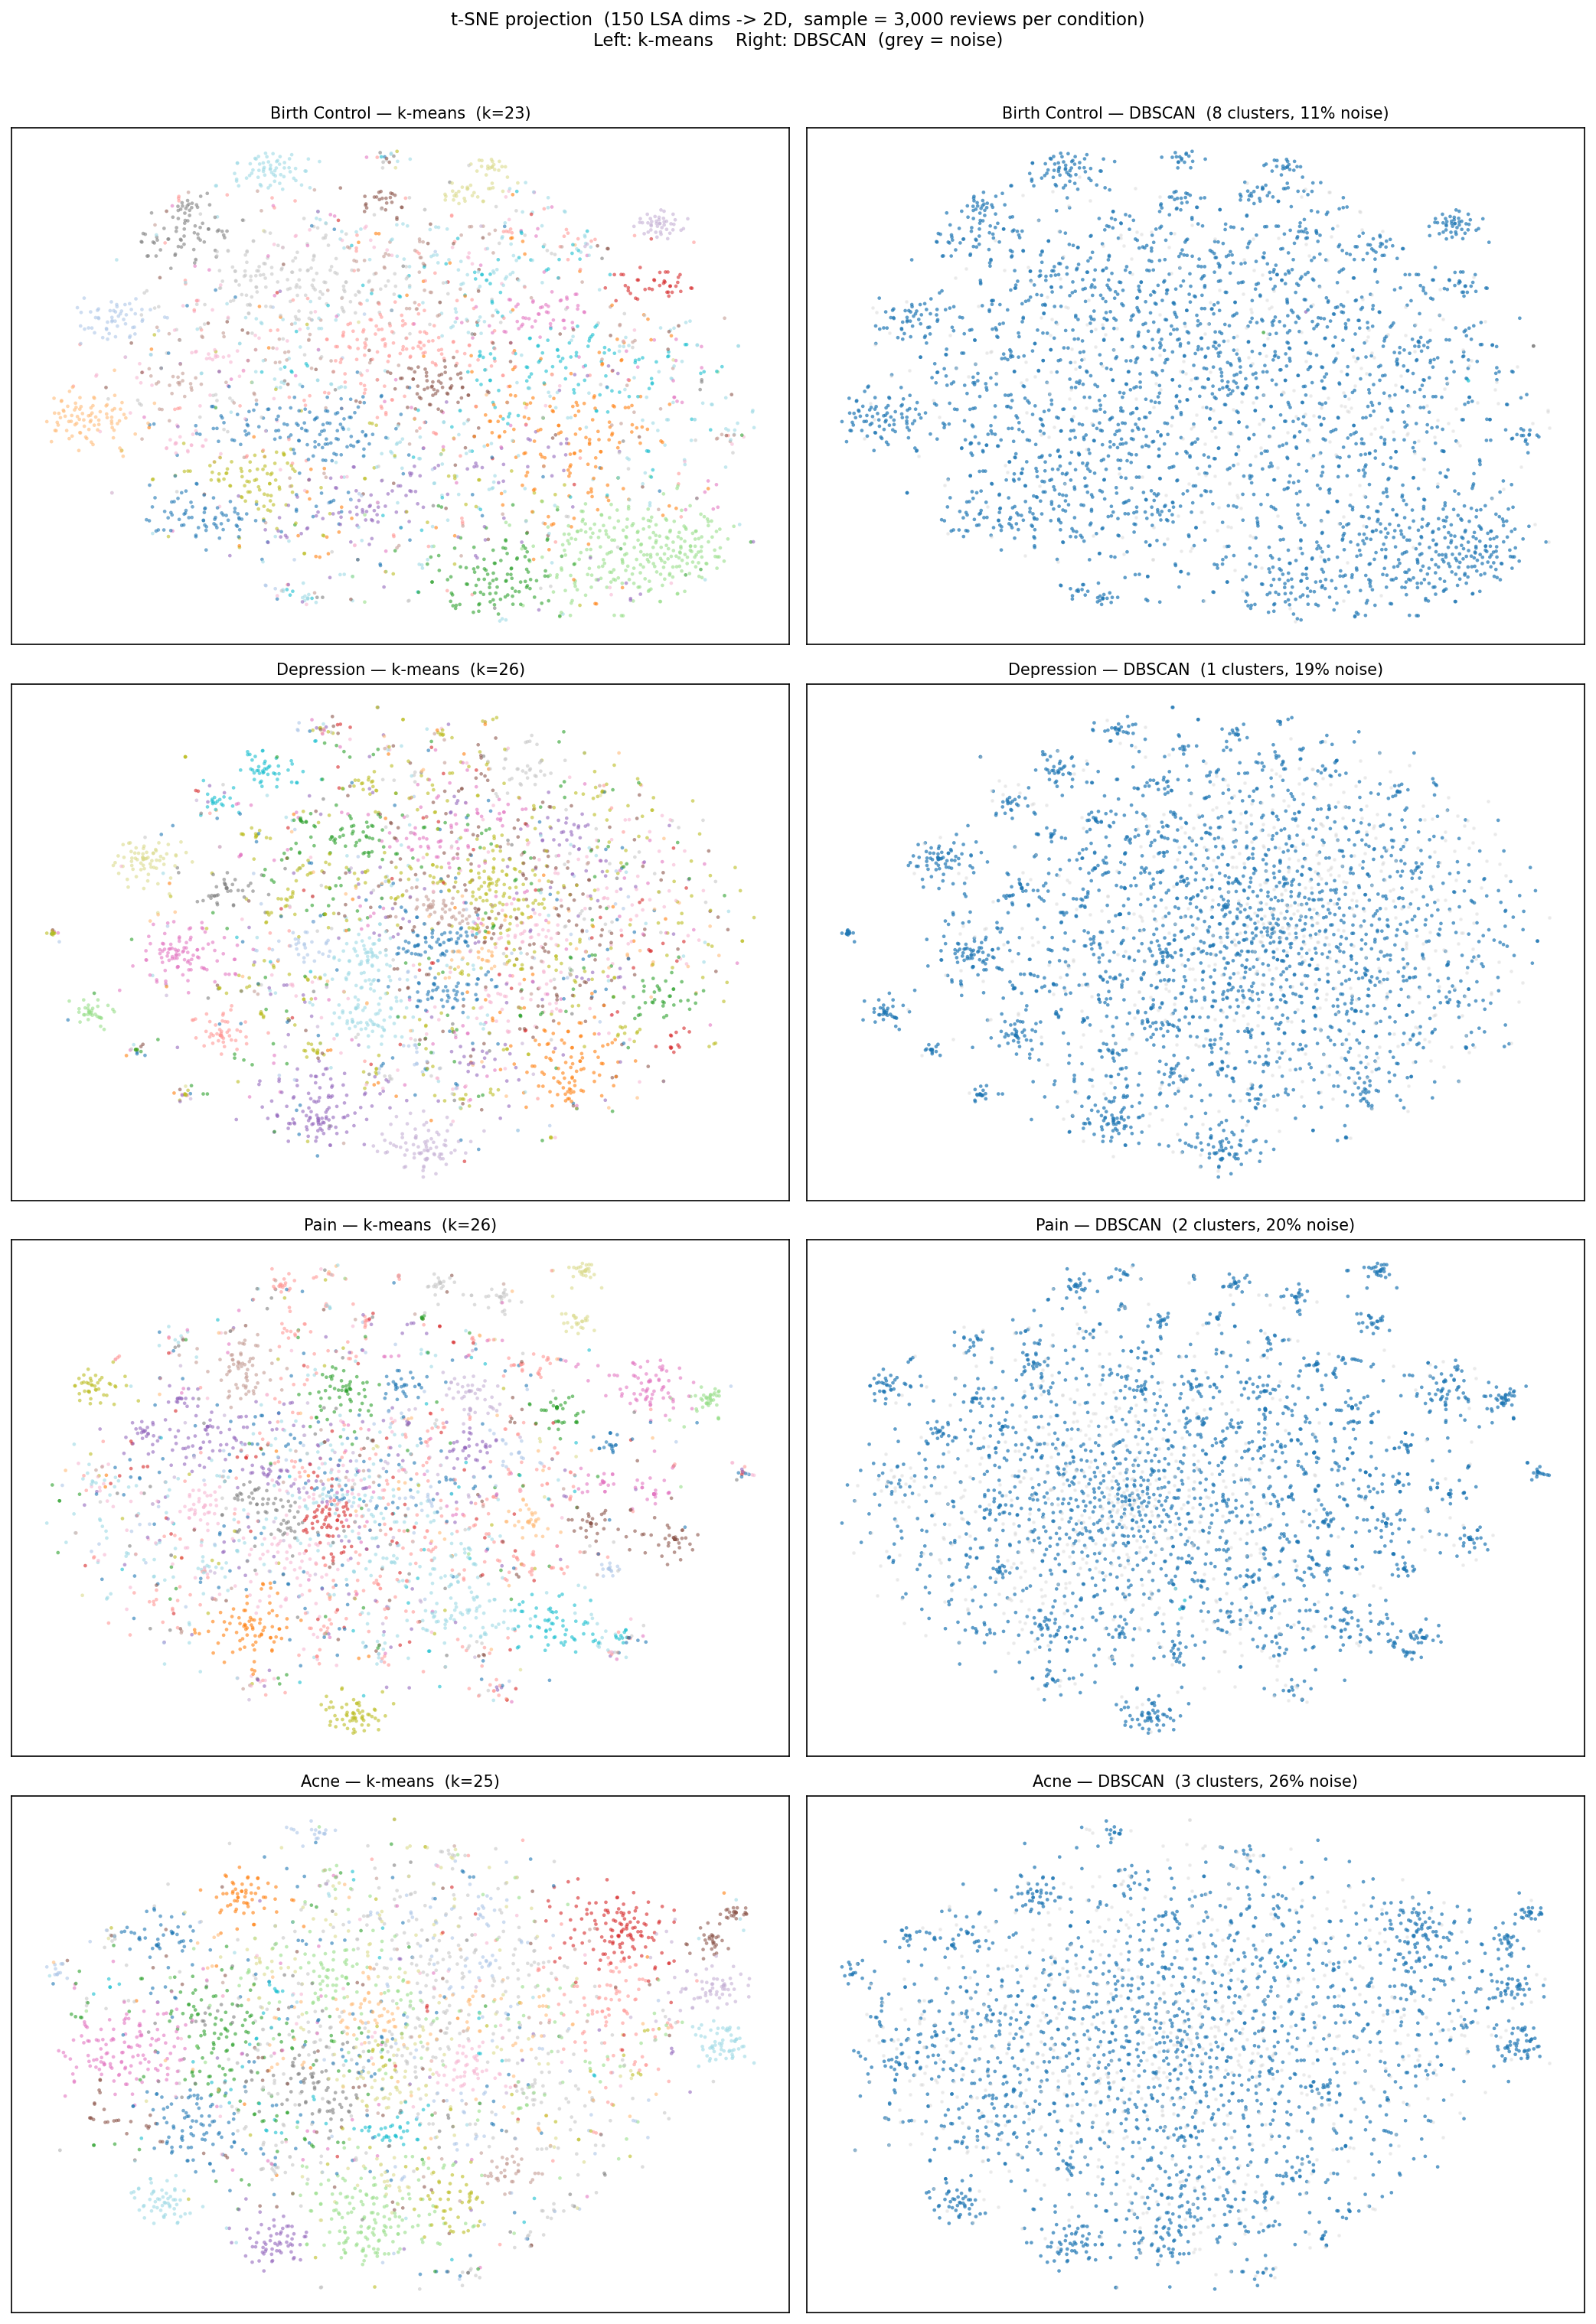 t-SNE projection  (150 LSA dims -> 2D,  sample = 3,000 reviews per condition)
Left: k-means    Right: DBSCAN  (grey = noise)
Birth Control — k-means  (k=23)
Birth Control — DBSCAN  (8 clusters, 11% noise)
Depression — k-means  (k=26)
Depression — DBSCAN  (1 clusters, 19% noise)
Pain — k-means  (k=26)
Pain — DBSCAN  (2 clusters, 20% noise)
Acne — k-means  (k=25)
Acne — DBSCAN  (3 clusters, 26% noise)